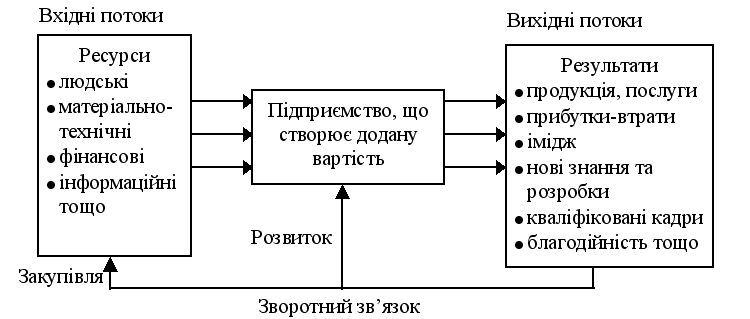 Вхідні потоки
Ресурси
● людські
● матеріально-
технічні
● фінансові
● інформаційні
тощо
Підприємство, що
створює додану
вартість
Вихідні потоки
Результати
● продукція, послуги
● прибутки-втрати
● імідж
● нові знання та
розробки
● кваліфіковані кадри
● благодійність тощо
Розвиток
Закупівля
Зворотний зв’язок